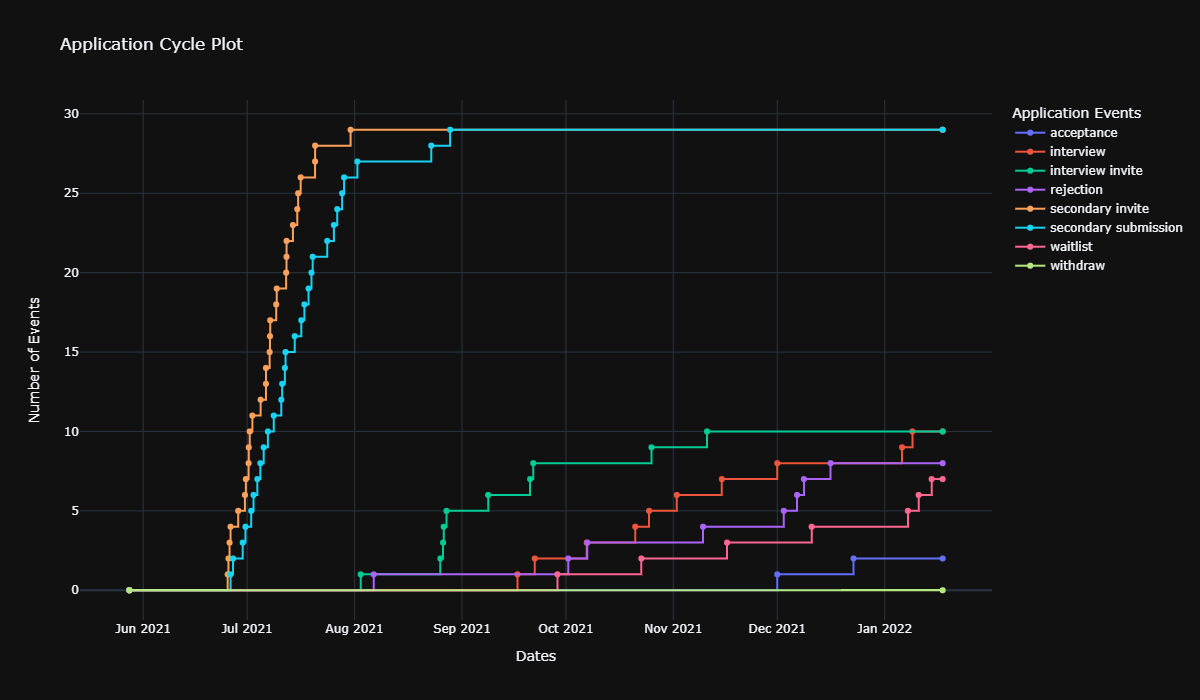 Application Cycle Plot
Application Events
acceptance
interview
interview invite
rejection
secondary invite
secondary submission
waitlist
withdraw
Number of Events
30
25
20
15
10
5
0
Jun 2021
Jul 2021
Aug 2021
Sep 2021
Oct 2021
Nov 2021
Dec 2021
Jan 2022
Dates